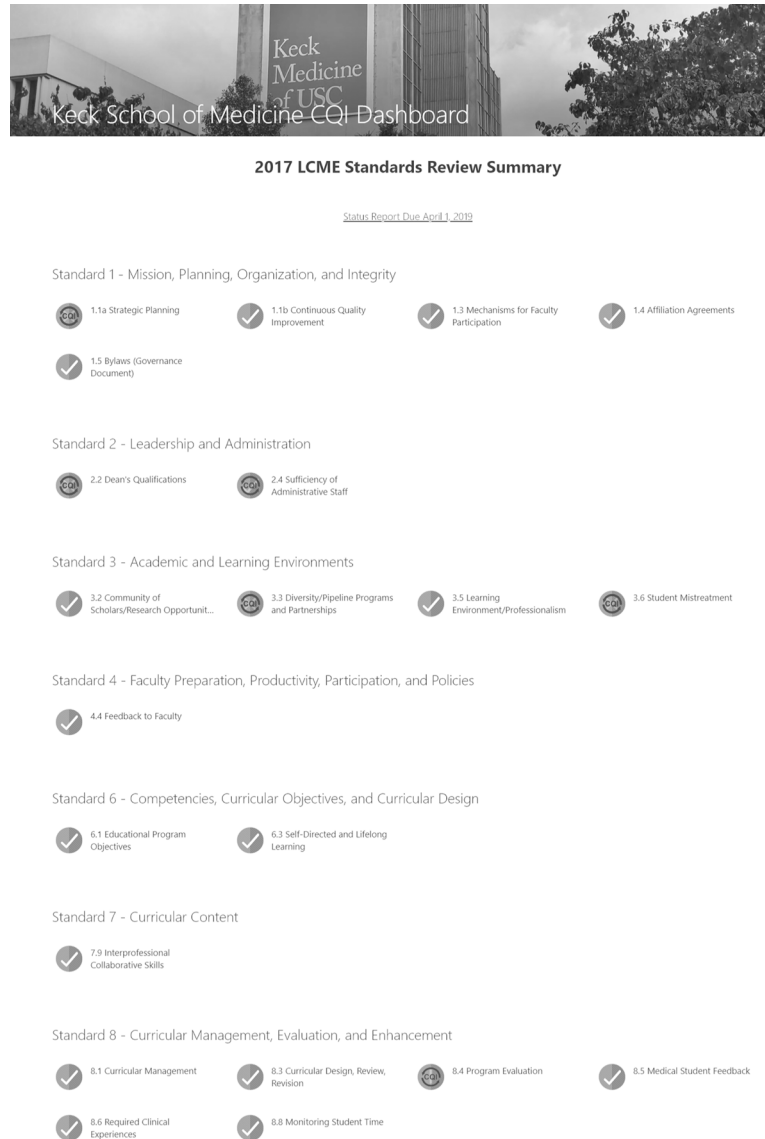 Keck
Medicine
of USC
Keck School of Medicine CQI Dashboard
2017 LCME Standards Review Summary
Status Report Due April 1, 2019
Standard 1 - Mission, Planning, Organization, and Integrity
CQI
1.1a Strategic Planning
1.1b Continuous Quality
Improvement
1.3 Mechanisms for Faculty
Participation
1.4 Affiliation Agreements
1.5 Bylaws (Governance
Document)
Standard 2 - Leadership and Administration
CQI
2.2 Dean's Qualifications
CQI
2.4 Sufficiency of
Administrative Staff
Standard 3 - Academic and Learning Environments
3.2 Community of
Scholars/Research Opportunit...
CQI
3.3 Diversity/Pipeline Programs
and Partnerships
3.5 Learning
Environment/Professionalism
CQI
3.6 Student Mistreatment
Standard 4 - Faculty Preparation, Productivity, Participation, and Policies
4.4 Feedback to Faculty
Standard 6 - Competencies, Curricular Objectives, and Curricular Design
6.1 Educational Program
Objectives
6.3 Self-Directed and Lifelong
Learning
Standard 7 - Curricular Content
7.9 Interprofessional
Collaborative Skills
Standard 8 - Curricular Management, Evaluation, and Enhancement
8.1 Curricular Management
8.3 Curricular Design, Review,
Revision
CQI
8.4 Program Evaluation
8.5 Medical Student Feedback
8.6 Required Clinical
Experiences
8.8 Monitoring Student Time